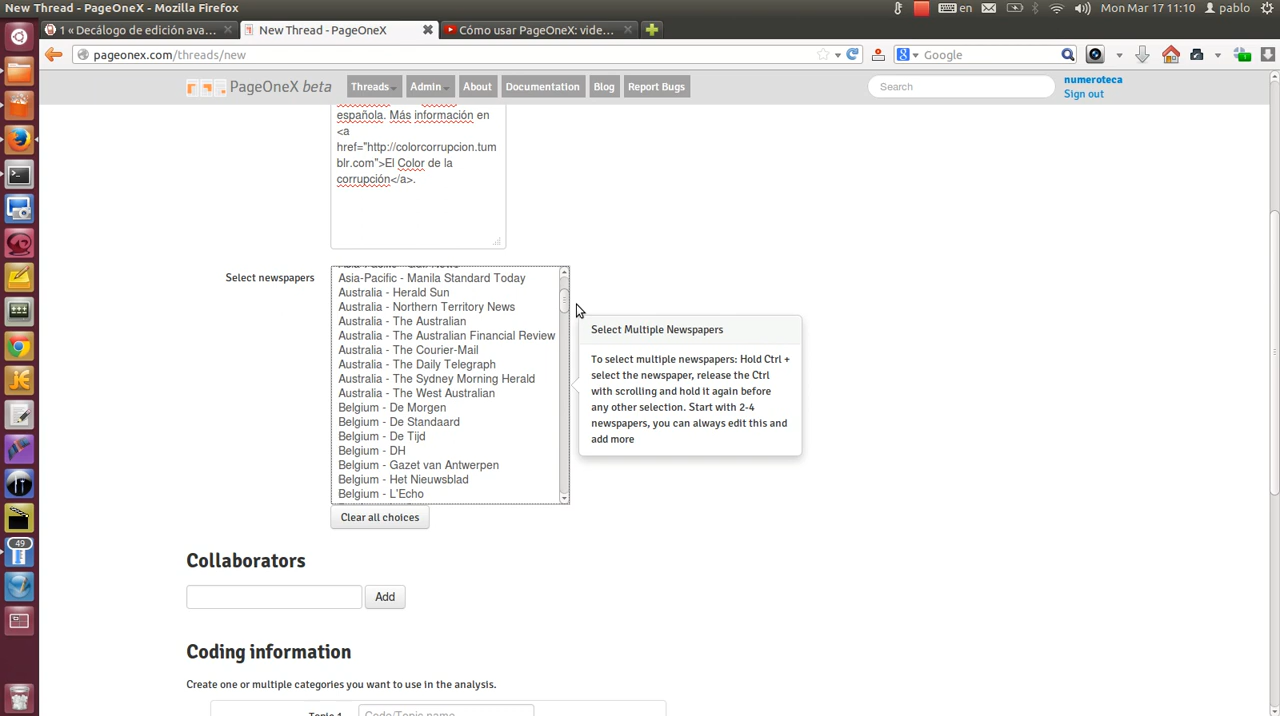 New Thread - PageOneX - Mozilla Firefox
en
Mon Mar 17 11:10
pablo
1 « Decálogo de edición ava...
New Thread - PageOneX
Cómo usar PageOneX: vide...
pageonex.com/threads/new
Google
PageOneX beta
Threads
Admin
About
Documentation
Blog
Report Bugs
Search
numeroteca
Sign out
española. Más información en
<a
href="http://colorcorrupcion.tum
blr.com">El Color de la
corrupción</a>.
Select newspapers
Asia-Pacific - Manila Standard Today
Australia - Herald Sun
Australia - Northern Territory News
Australia - The Australian
Australia - The Australian Financial Review
Australia - The Courier-Mail
Australia - The Daily Telegraph
Australia - The Sydney Morning Herald
Australia - The West Australian
Belgium - De Morgen
Belgium - De Standaard
Belgium - De Tijd
Belgium - DH
Belgium - Gazet van Antwerpen
Belgium - Het Nieuwsblad
Belgium - L'Echo
Select Multiple Newspapers
To select multiple newspapers: Hold Ctrl +
select the newspaper, release the Ctrl
with scrolling and hold it again before
any other selection. Start with 2-4
newspapers, you can always edit this and
add more
Clear all choices
Collaborators
Add
Coding information
Create one or multiple categories you want to use in the analysis.
Topic 1
Code/Topic name
49